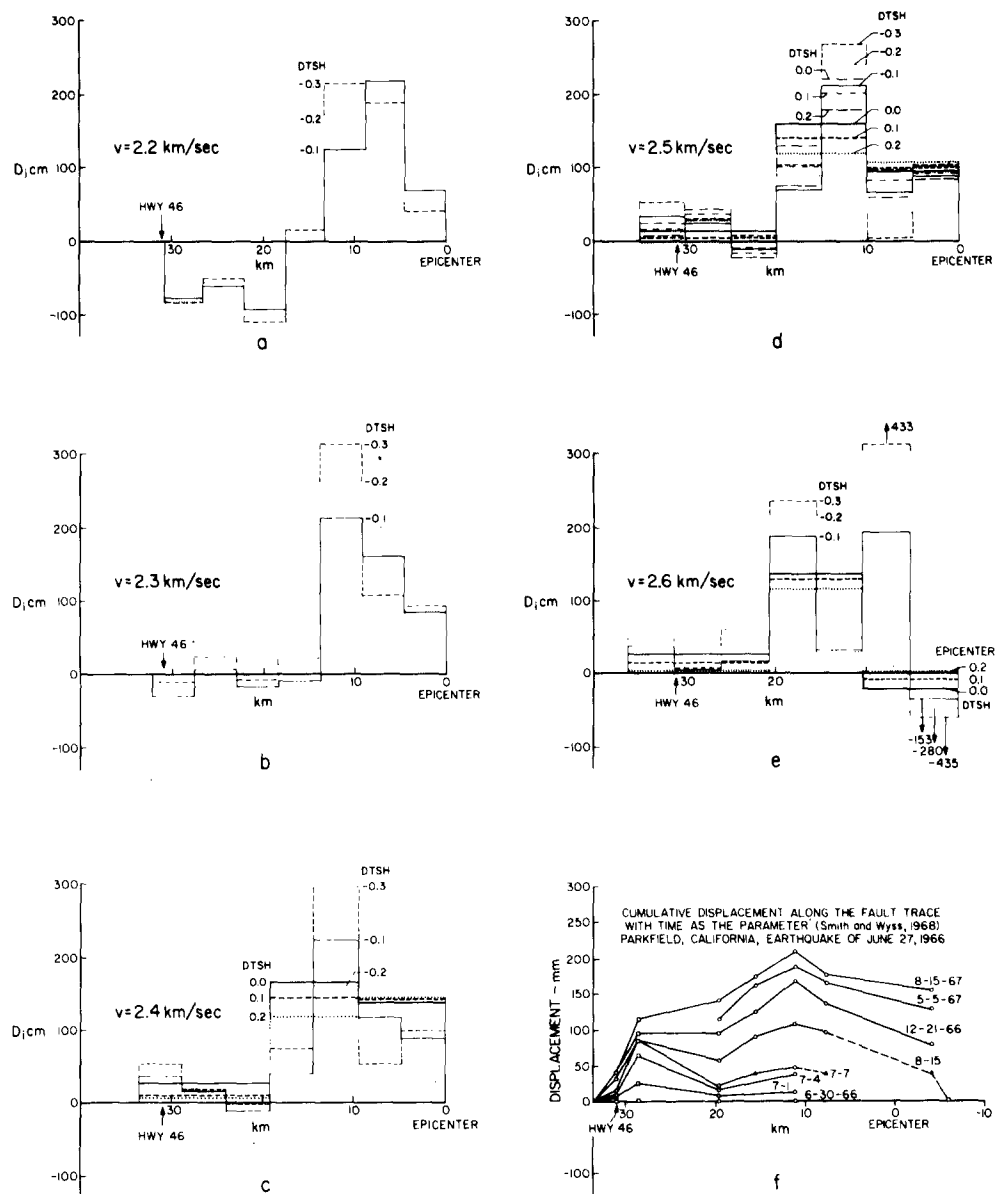 300
200
100
0
-100
D,cm
v=2.2 km/sec
HWY 46
30
20
10
0
km
EPICENTER
DTSH
-0.3
-0.2
-0.1
a
300
200
100
0
-100
D,cm
v=2.3 km/sec
HWY 46
30
20
10
0
km
EPICENTER
DTSH
-0.3
-0.2
-0.1
b
300
200
100
0
-100
D,cm
v=2.4 km/sec
HWY 46
30
20
10
0
km
EPICENTER
DTSH
-0.3
-0.1
-0.2
DTSH
0.0
0.1
0.2
c
300
200
100
0
-100
D,cm
v=2.5 km/sec
HWY 46
30
20
10
0
km
EPICENTER
DTSH
-0.3
-0.2
-0.1
0.0
0.1
0.2
DTSH
0.0
0.1
0.2
d
300
200
100
0
-100
D,cm
v=2.6 km/sec
HWY 46
30
20
km
433
DTSH
-0.3
-0.2
-0.1
EPICENTER
0.2
0.1
0.0
DTSH
-153
-280
-435
e
300
250
200
150
100
50
0
-100
DISPLACEMENT - mm
CUMULATIVE DISPLACEMENT ALONG THE FAULT TRACE
WITH TIME AS THE PARAMETER (Smith and Wyss, 1968)
PARKFIELD, CALIFORNIA, EARTHQUAKE OF JUNE 27, 1966
8-15-67
5-5-67
12-21-66
8-15
7-7
7-4
7-1
6-30-66
30
20
10
0
-10
HWY 46
km
EPICENTER
f